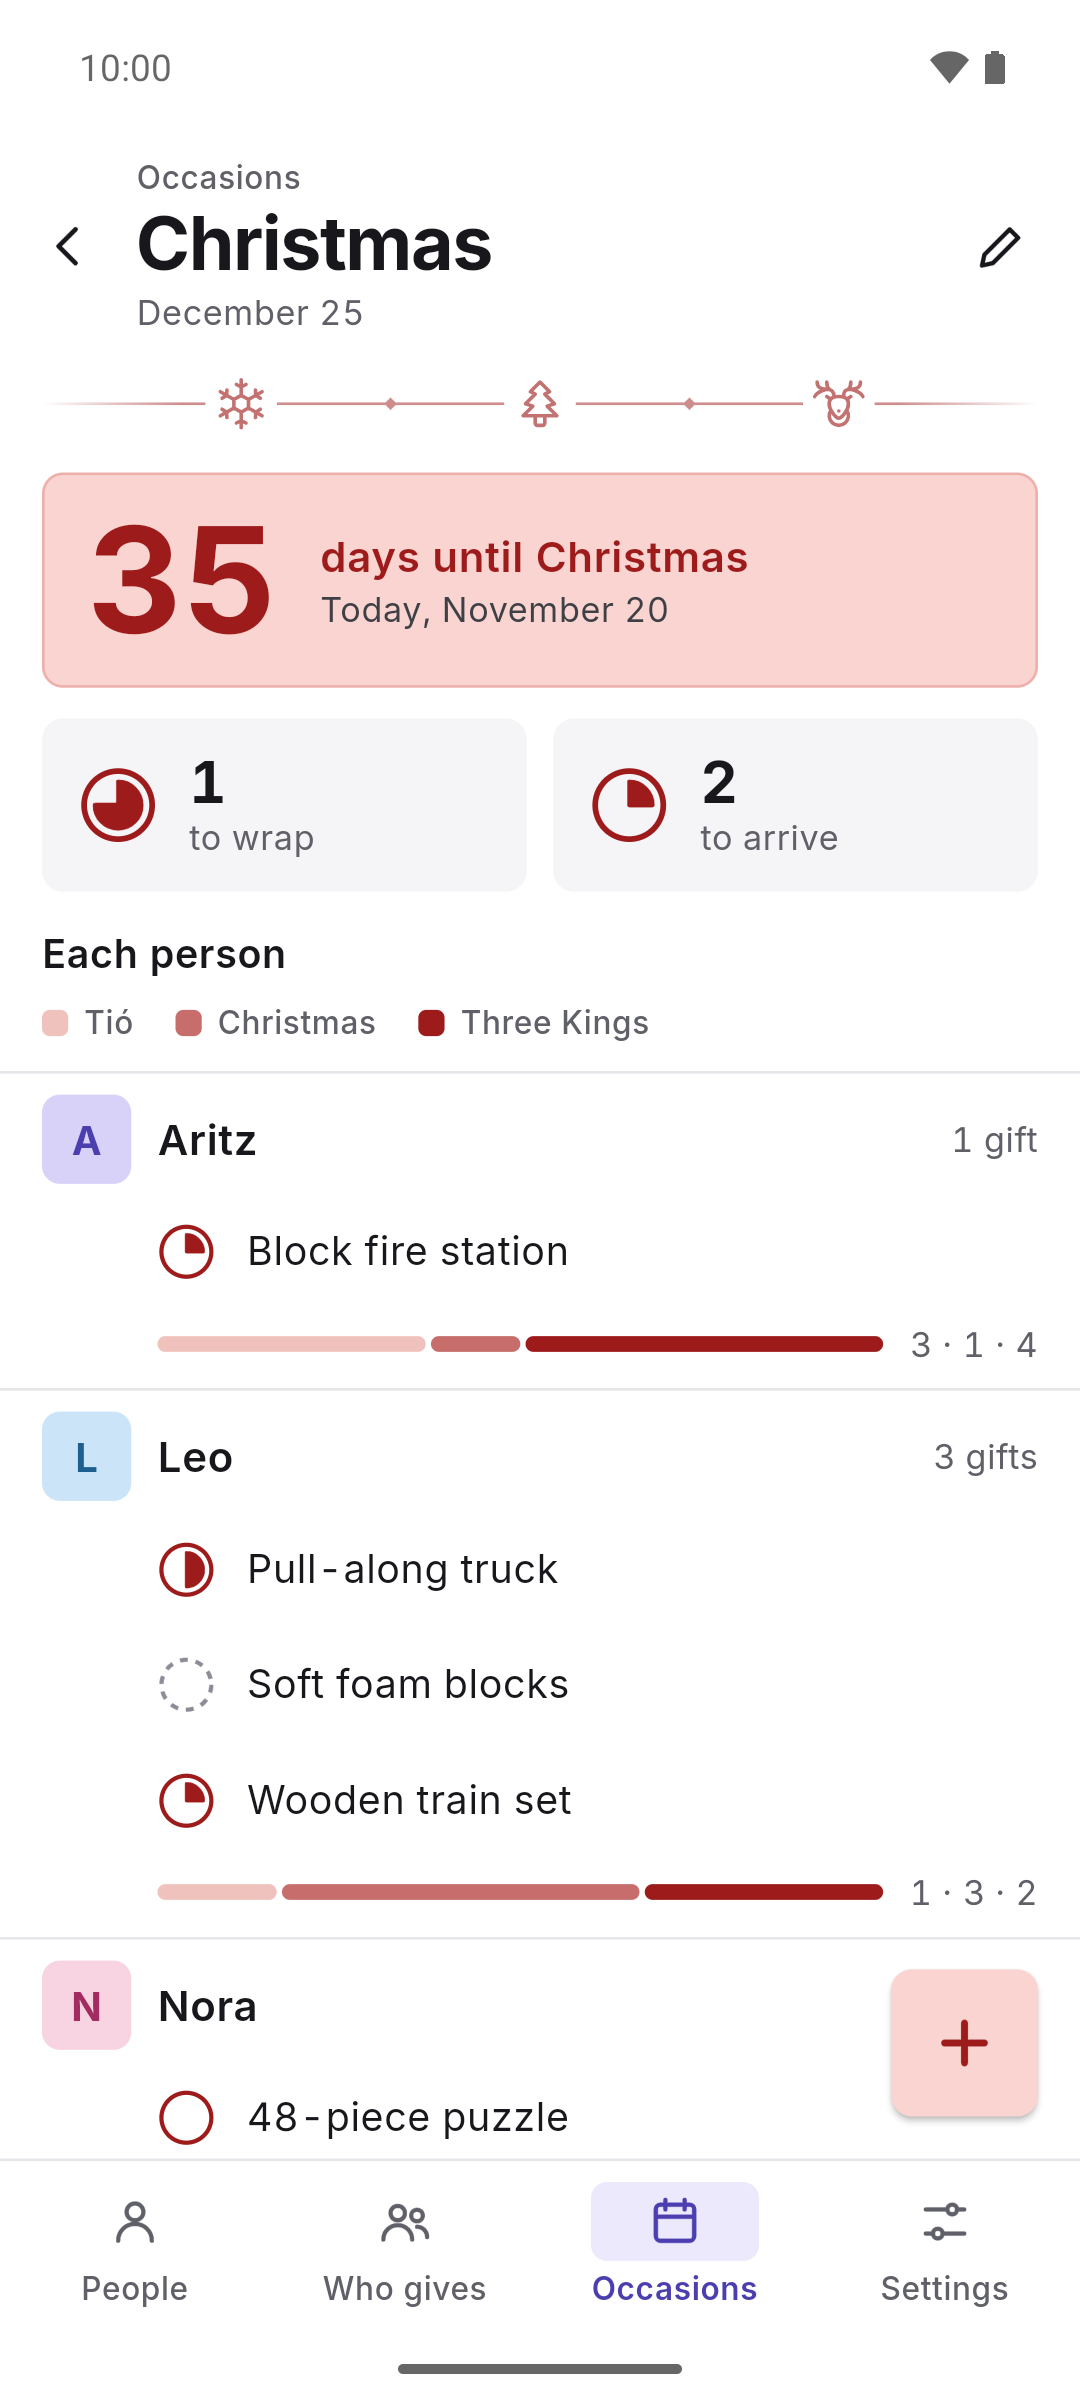 10:00
Occasions
Christmas
December 25
35
days until Christmas
Today, November 20
1
to wrap
2
to arrive
Each person
Tió
Christmas
Three Kings
A
Aritz
1 gift
Block fire station
3 · 1 · 4
L
Leo
3 gifts
Pull-along truck
Soft foam blocks
Wooden train set
1 · 3 · 2
N
Nora
48-piece puzzle
People
Who gives
Occasions
Settings